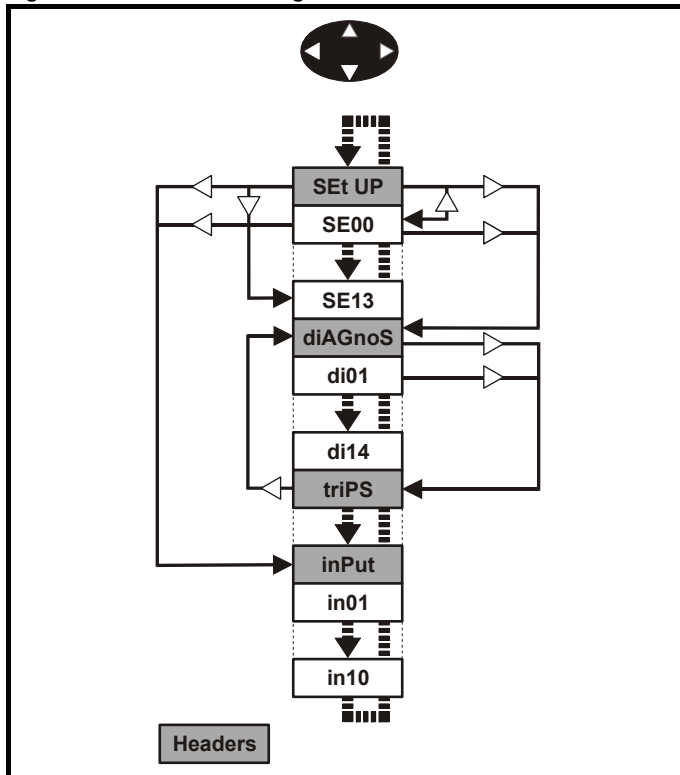 SEt UP
SE00
SE13
diAGnoS
di01
di14
triPS
inPut
in01
in10
Headers